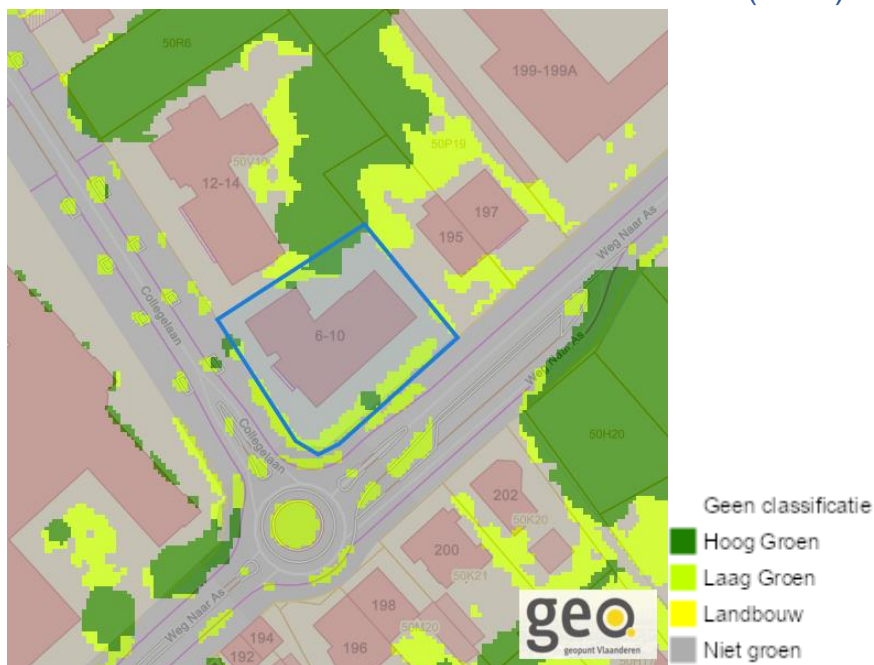 50R6
199-199A
50P19
50V10
12-14
197
195
Weg Naar As
Collegelaan
6-10
Weg Naar As
Collegelaan
50H20
202
50K20
200
50K21
Weg Naar As
198
194
192
196
geo
geopunt Vlaanderen
Geen classificatie
Hoog Groen
Laag Groen
Landbouw
Niet groen